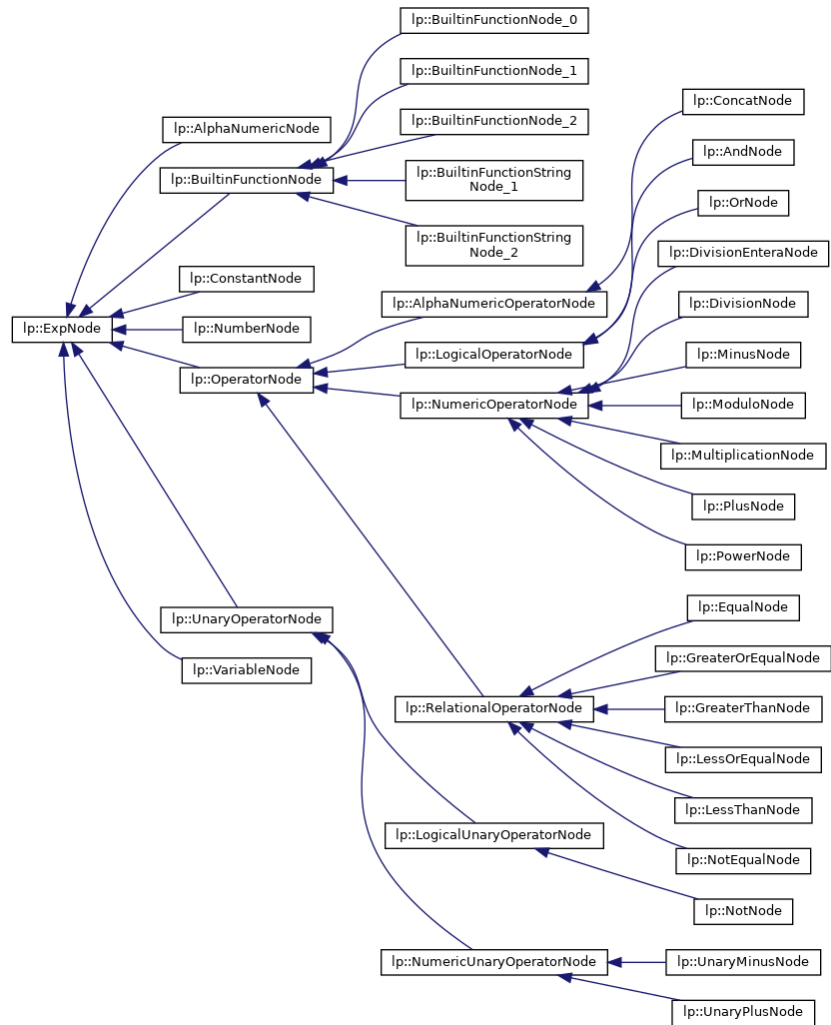 lp::BuiltinFunctionNode_0
lp::BuiltinFunctionNode_1
lp::ConcatNode
lp::BuiltinFunctionNode_2
lp::AlphaNumericNode
lp::AndNode
lp::BuiltinFunctionNode
lp::BuiltinFunctionString
Node_1
lp::OrNode
lp::BuiltinFunctionString
Node_2
lp::DivisionEnteraNode
lp::ConstantNode
lp::AlphaNumericOperatorNode
lp::DivisionNode
lp::ExpNode
lp::NumberNode
lp::LogicalOperatorNode
lp::MinusNode
lp::OperatorNode
lp::NumericOperatorNode
lp::ModuloNode
lp::MultiplicationNode
lp::PlusNode
lp::PowerNode
lp::EqualNode
lp::UnaryOperatorNode
lp::GreaterOrEqualNode
lp::VariableNode
lp::RelationalOperatorNode
lp::GreaterThanNode
lp::LessOrEqualNode
lp::LessThanNode
lp::LogicalUnaryOperatorNode
lp::NotEqualNode
lp::NotNode
lp::NumericUnaryOperatorNode
lp::UnaryMinusNode
lp::UnaryPlusNode